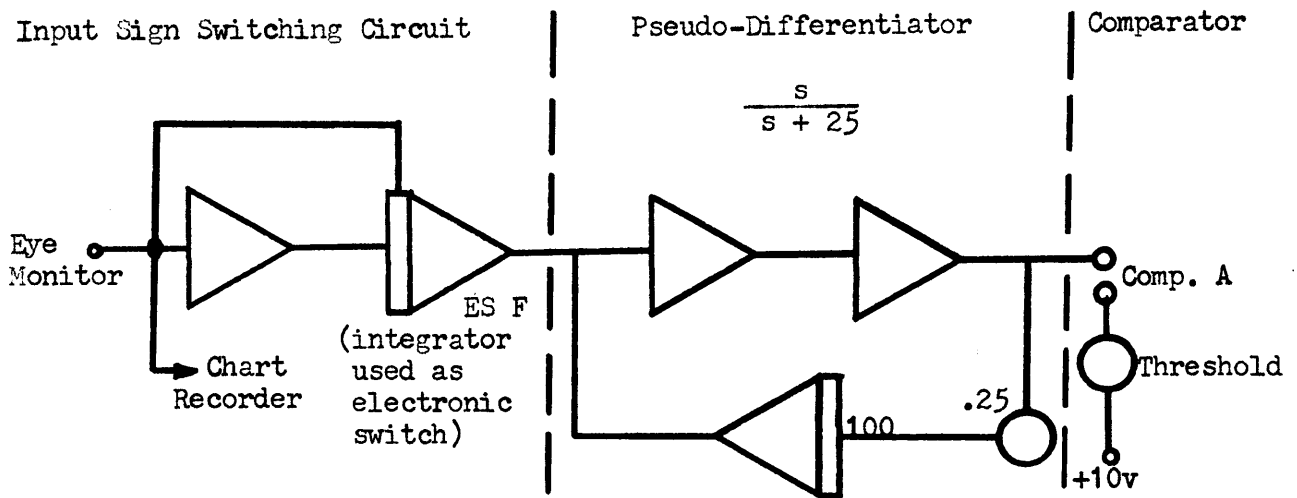 Input Sign Switching Circuit
Pseudo-Differentiator
Comparator
s
s + 25
Eye
Monitor
ES F
(integrator
used as
electronic
switch)
Chart
Recorder
Comp. A
Threshold
.25
100
+10v